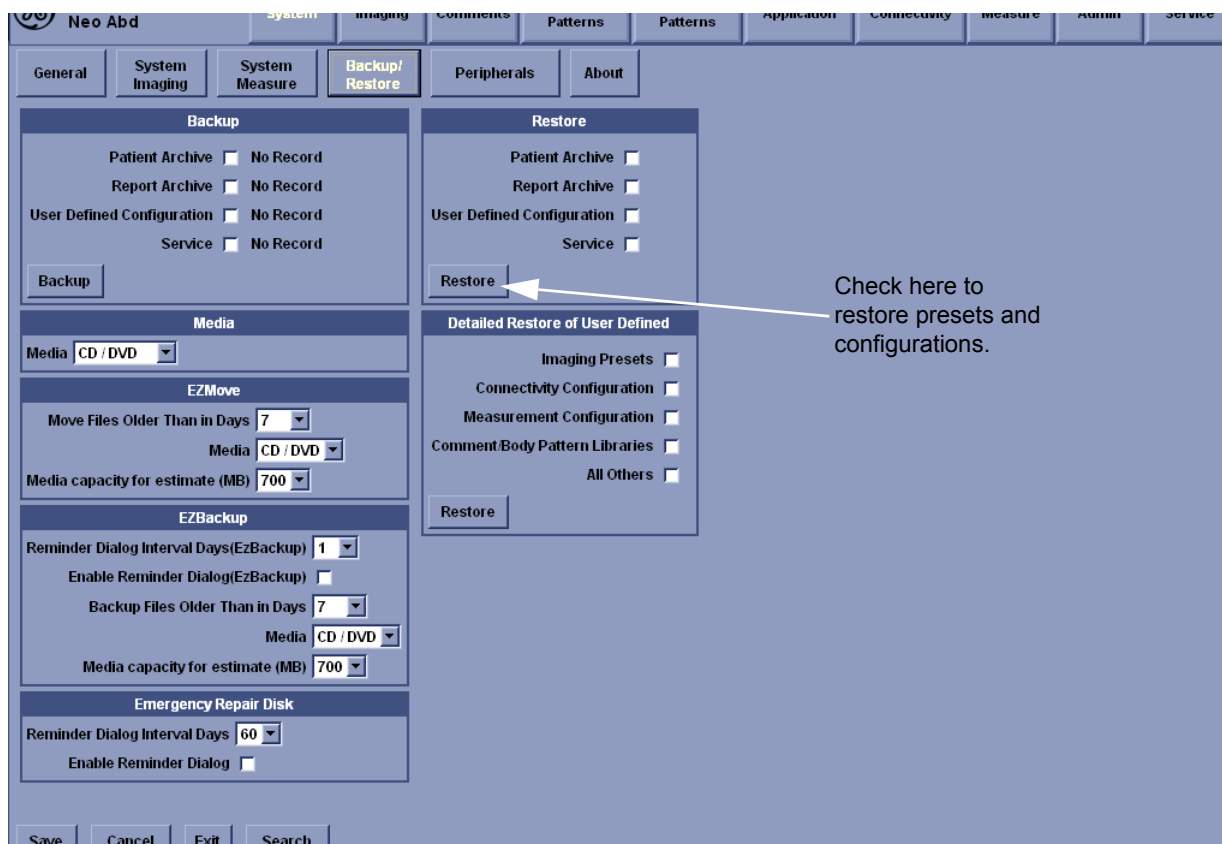 Neo Abd
System
Imaging
Comments
Patterns
Patterns
Application
Connectivity
Measure
Admin
Service
General
System
Imaging
System
Measure
Backup/
Restore
Peripherals
About
Backup
Patient Archive No Record
Report Archive No Record
User Defined Configuration No Record
Service No Record
Backup
Media
Media CD / DVD
EZMove
Move Files Older Than in Days 7
Media CD / DVD
Media capacity for estimate (MB) 700
EZBackup
Reminder Dialog Interval Days(EzBackup) 1
Enable Reminder Dialog(EzBackup)
Backup Files Older Than in Days 7
Media CD / DVD
Media capacity for estimate (MB) 700
Emergency Repair Disk
Reminder Dialog Interval Days 60
Enable Reminder Dialog
Restore
Patient Archive
Report Archive
User Defined Configuration
Service
Restore
Detailed Restore of User Defined
Imaging Presets
Connectivity Configuration
Measurement Configuration
Comment/Body Pattern Libraries
All Others
Restore
Check here to
restore presets and
configurations.
Save
Cancel
Exit
Search